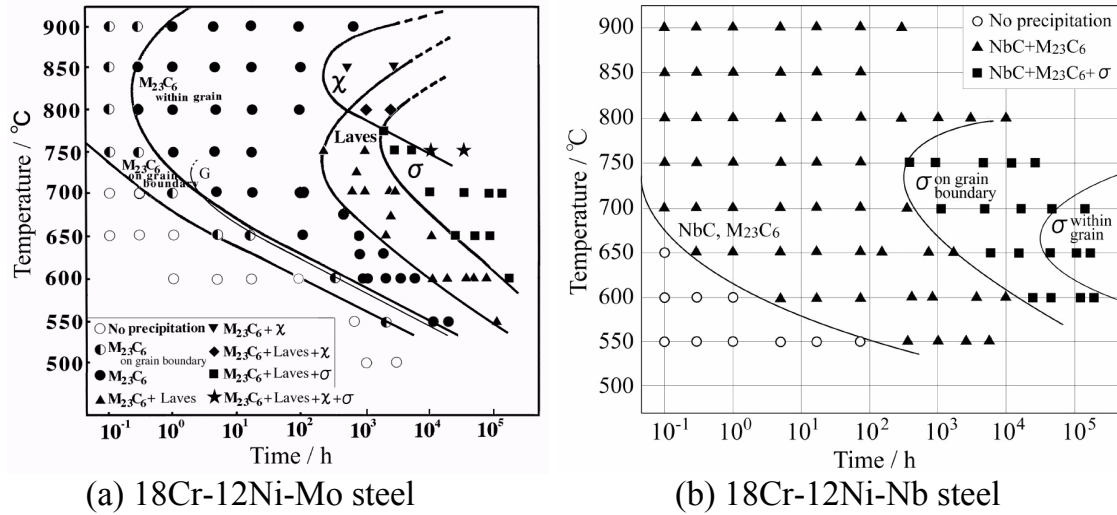 (a)
900
850
800
750
700
650
600
550
500
Temperature / °C
M₂₃C₆
within grain
M₂₃C₆
on grain
boundary
G
χ
Laves
σ
○ No precipitation
◐ M₂₃C₆
on grain boundary
● M₂₃C₆
▲ M₂₃C₆+ Laves
▼ M₂₃C₆+ χ
◆ M₂₃C₆+Laves+χ
■ M₂₃C₆+Laves+σ
★ M₂₃C₆+Laves+χ+σ
10⁻¹ 10⁰ 10¹ 10² 10³ 10⁴ 10⁵
Time / h
(a) 18Cr-12Ni-Mo steel
(b)
900
850
800
750
700
650
600
550
500
Temperature / °C
○ No precipitation
▲ NbC+M₂₃C₆
■ NbC+M₂₃C₆+σ
NbC, M₂₃C₆
σ on grain
boundary
σ within
grain
10⁻¹ 10⁰ 10¹ 10² 10³ 10⁴ 10⁵
Time / h
(b) 18Cr-12Ni-Nb steel